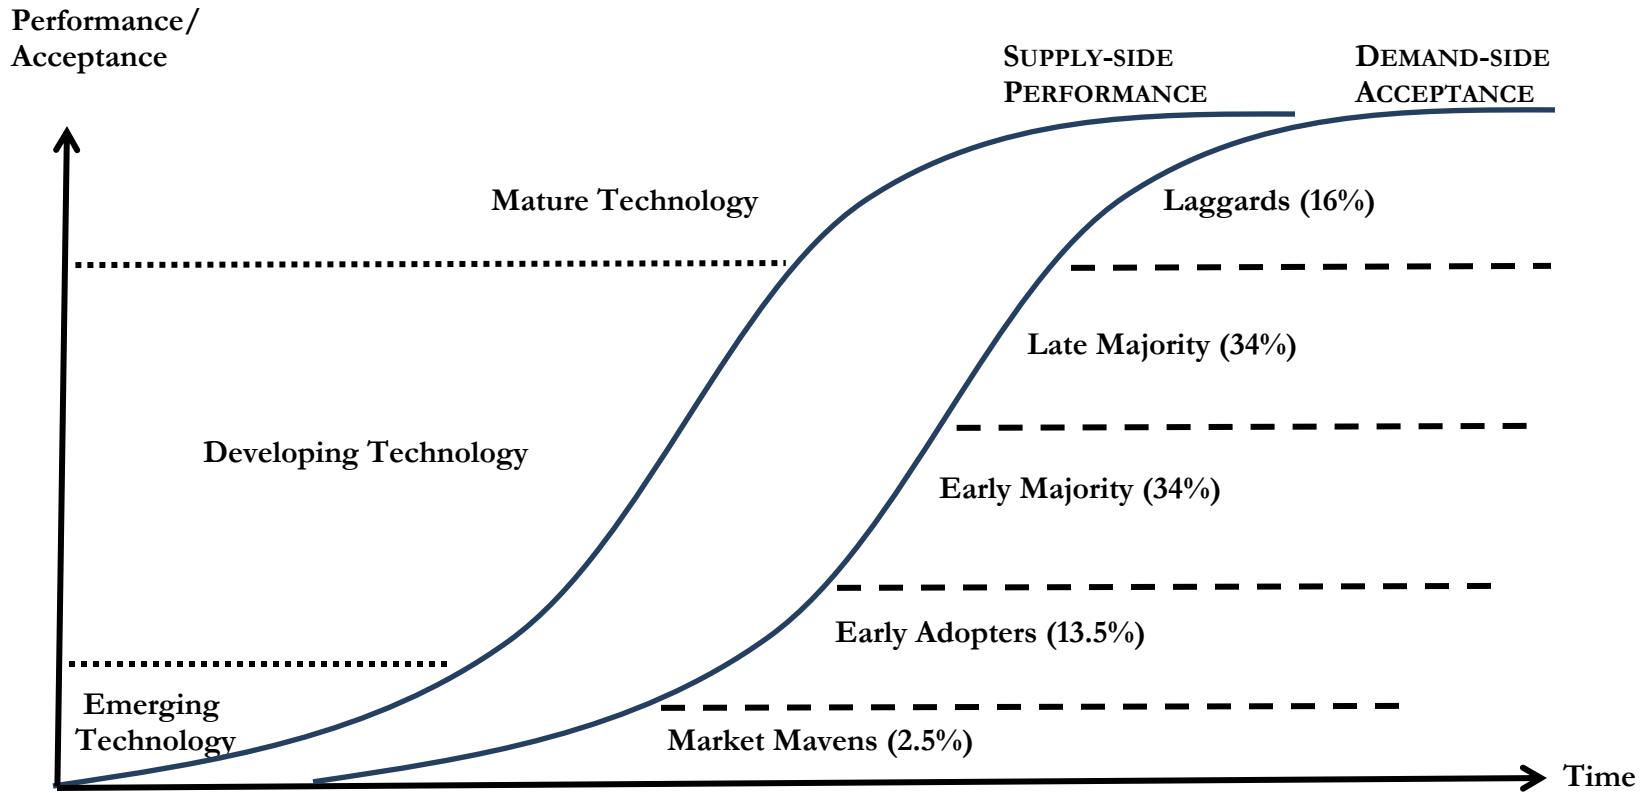 Performance/
Acceptance
SUPPLY-SIDE
PERFORMANCE
DEMAND-SIDE
ACCEPTANCE
Mature Technology
Laggards (16%)
Late Majority (34%)
Developing Technology
Early Majority (34%)
Early Adopters (13.5%)
Emerging
Technology
Market Mavens (2.5%)
Time